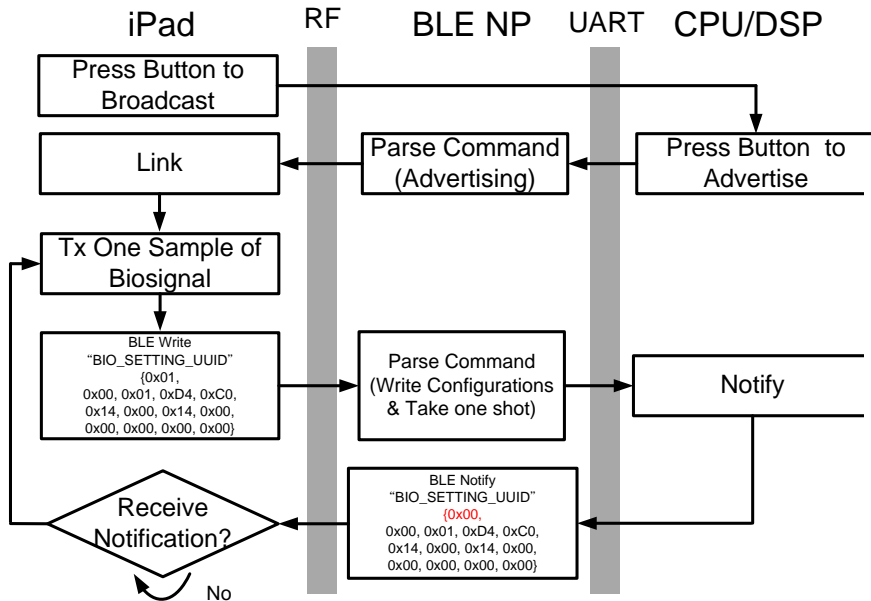 iPad
RF
BLE NP
UART
CPU/DSP
Press Button to
Broadcast
Link
Parse Command
(Advertising)
Press Button to
Advertise
Tx One Sample of
Biosignal
BLE Write
“BIO_SETTING_UUID”
{0x01,
0x00, 0x01, 0xD4, 0xC0,
0x14, 0x00, 0x14, 0x00,
0x00, 0x00, 0x00, 0x00}
Parse Command
(Write Configurations
& Take one shot)
Notify
Receive
Notification?
No
BLE Notify
“BIO_SETTING_UUID”
{0x00,
0x00, 0x01, 0xD4, 0xC0,
0x14, 0x00, 0x14, 0x00,
0x00, 0x00, 0x00, 0x00}